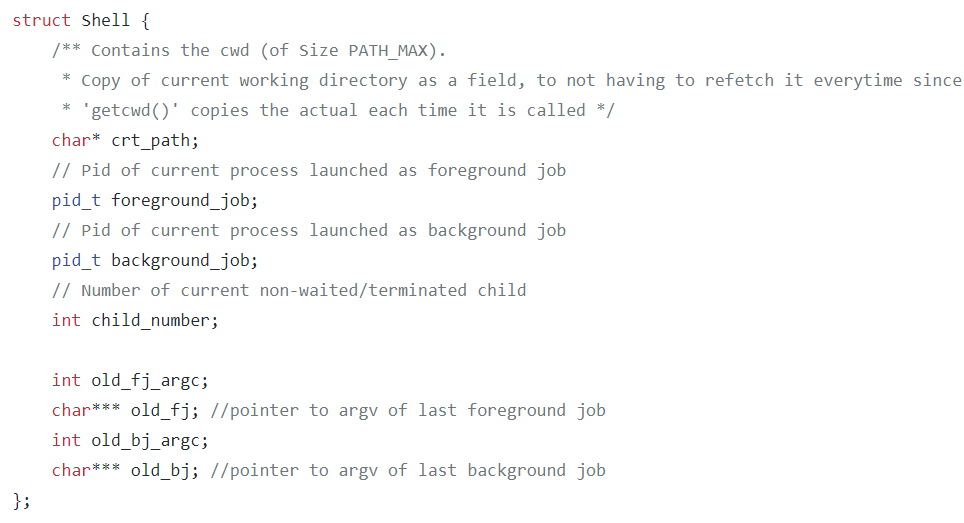 struct Shell {
    /** Contains the cwd (of Size PATH_MAX).
     * Copy of current working directory as a field, to not having to refetch it everytime since
     * 'getcwd()' copies the actual each time it is called */
    char* crt_path;
    // Pid of current process launched as foreground job
    pid_t foreground_job;
    // Pid of current process launched as background job
    pid_t background_job;
    // Number of current non-waited/terminated child
    int child_number;

    int old_fj_argc;
    char*** old_fj; //pointer to argv of last foreground job
    int old_bj_argc;
    char*** old_bj; //pointer to argv of last background job
};